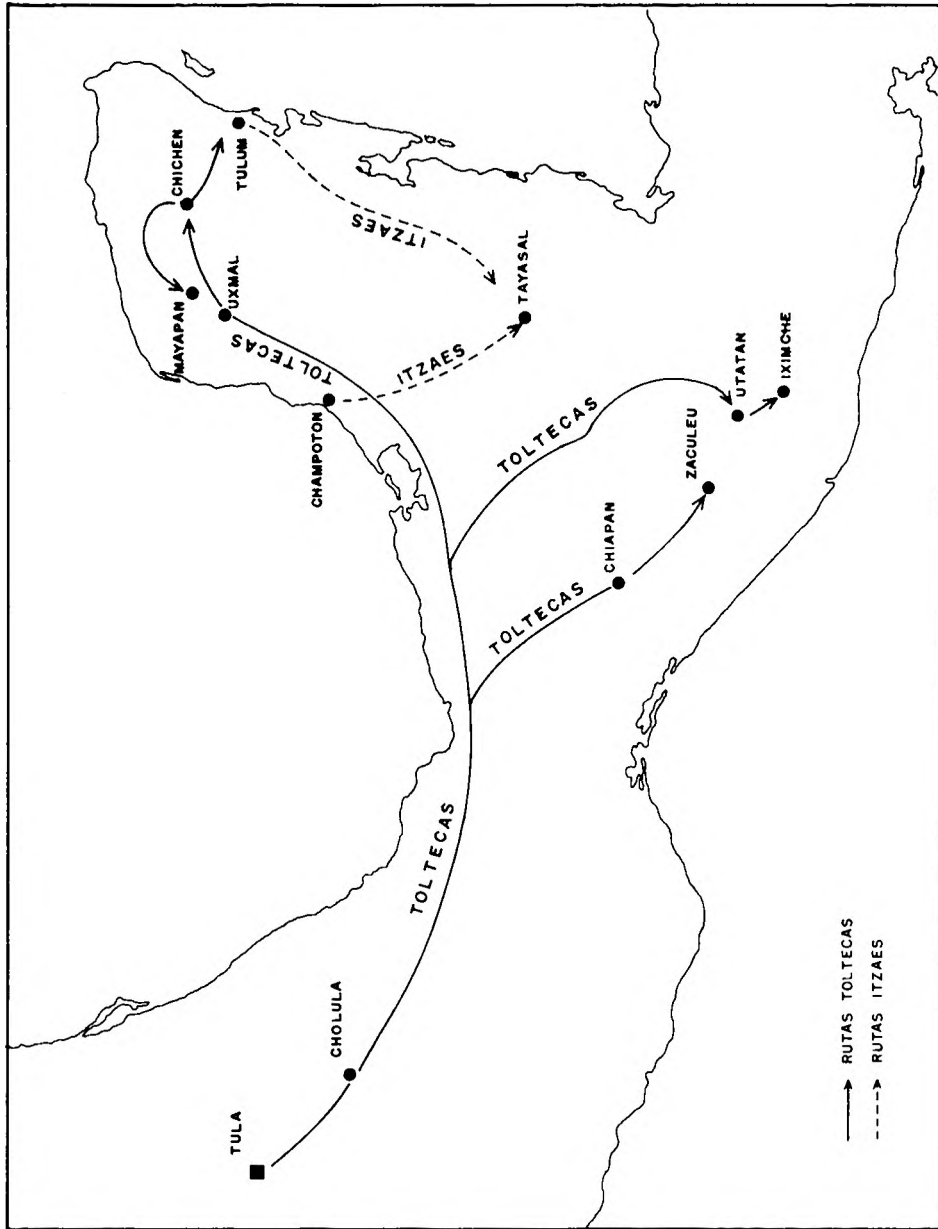 TULA
CHOLULA
TOLTECAS
TOLTECAS
CHIAPAN
ZACULEU
TOLTECAS
UTATAN
IXIMCHE
CHAMPOTON
ITZAES
TAYASAL
TOLTECAS
UXMAL
MAYAPAN
CHICHEN
TULUM
ITZAES
RUTAS TOLTECAS
RUTAS ITZAES